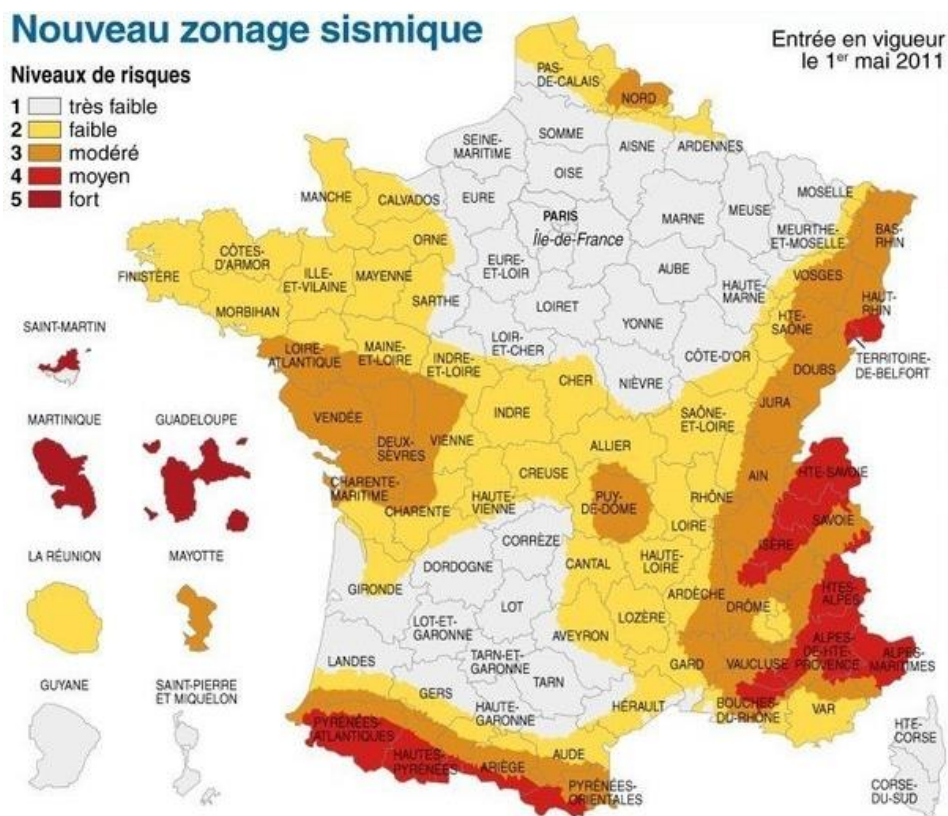 Nouveau zonage sismique
Entrée en vigueur
le 1er mai 2011
Niveaux de risques
1 très faible
2 faible
3 modéré
4 moyen
5 fort
PAS-
DE-CALAIS
NORD
SOMME
SEINE-
MARITIME
AISNE
ARDENNES
OISE
MANCHE
CALVADOS
EURE
PARIS
Île-de-France
MARNE
MEUSE
MOSELLE
MEURTHE-
ET-MOSELLE
BAS-
RHIN
ORNE
CÔTES-
D'ARMOR
FINISTÈRE
ILLE-
ET-VILAINE
MAYENNE
EURE-
ET-LOIR
AUBE
HAUTE-
MARNE
VOSGES
HAUT-
RHIN
MORBIHAN
SARTHE
LOIRET
YONNE
HTE-
SAÔNE
TERRITOIRE-
DE-BELFORT
LOIRE-
ATLANTIQUE
MAINE-
ET-LOIRE
INDRE-
ET-LOIRE
LOIR-
ET-CHER
CHER
NIÈVRE
CÔTE-D'OR
DOUBS
JURA
VENDÉE
DEUX-
SÈVRES
VIENNE
INDRE
ALLIER
SAÔNE-
ET-LOIRE
AIN
HTE-SAVOIE
CHARENTE-
MARITIME
CHARENTE
HAUTE-
VIENNE
CREUSE
PUY-
DE-DÔME
RHÔNE
LOIRE
SAVOIE
ISÈRE
CORRÈZE
DORDOGNE
CANTAL
HAUTE-
LOIRE
ARDÈCHE
DRÔME
HTES-
ALPES
GIRONDE
LOT
LOT-ET-
GARONNE
AVEYRON
LOZÈRE
GARD
VAUCLUSE
ALPES-
DE-HTE-
PROVENCE
ALPES-
MARITIMES
LANDES
TARN-ET-
GARONNE
TARN
GERS
HAUTE-
GARONNE
HÉRAULT
BOUCHES-
DU-RHÔNE
VAR
PYRÉNÉES-
ATLANTIQUES
HAUTES-
PYRÉNÉES
ARIÈGE
AUDE
PYRÉNÉES-
ORIENTALES
HTE-
CORSE
CORSE-
DU-SUD
SAINT-MARTIN
MARTINIQUE
GUADELOUPE
LA RÉUNION
MAYOTTE
GUYANE
SAINT-PIERRE
ET MIQUELON